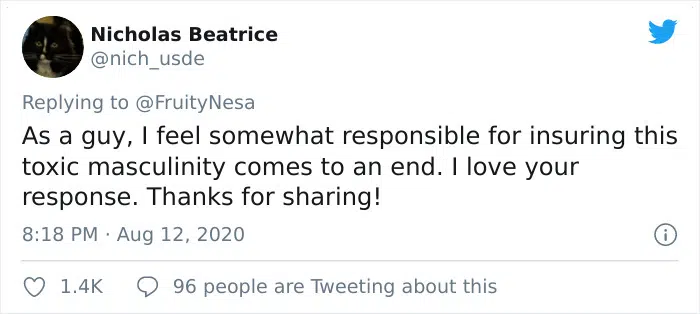 Nicholas Beatrice
@nich_usde
Replying to @FruityNesa
As a guy, I feel somewhat responsible for insuring this
toxic masculinity comes to an end. I love your
response. Thanks for sharing!
8:18 PM · Aug 12, 2020
1.4K 96 people are Tweeting about this